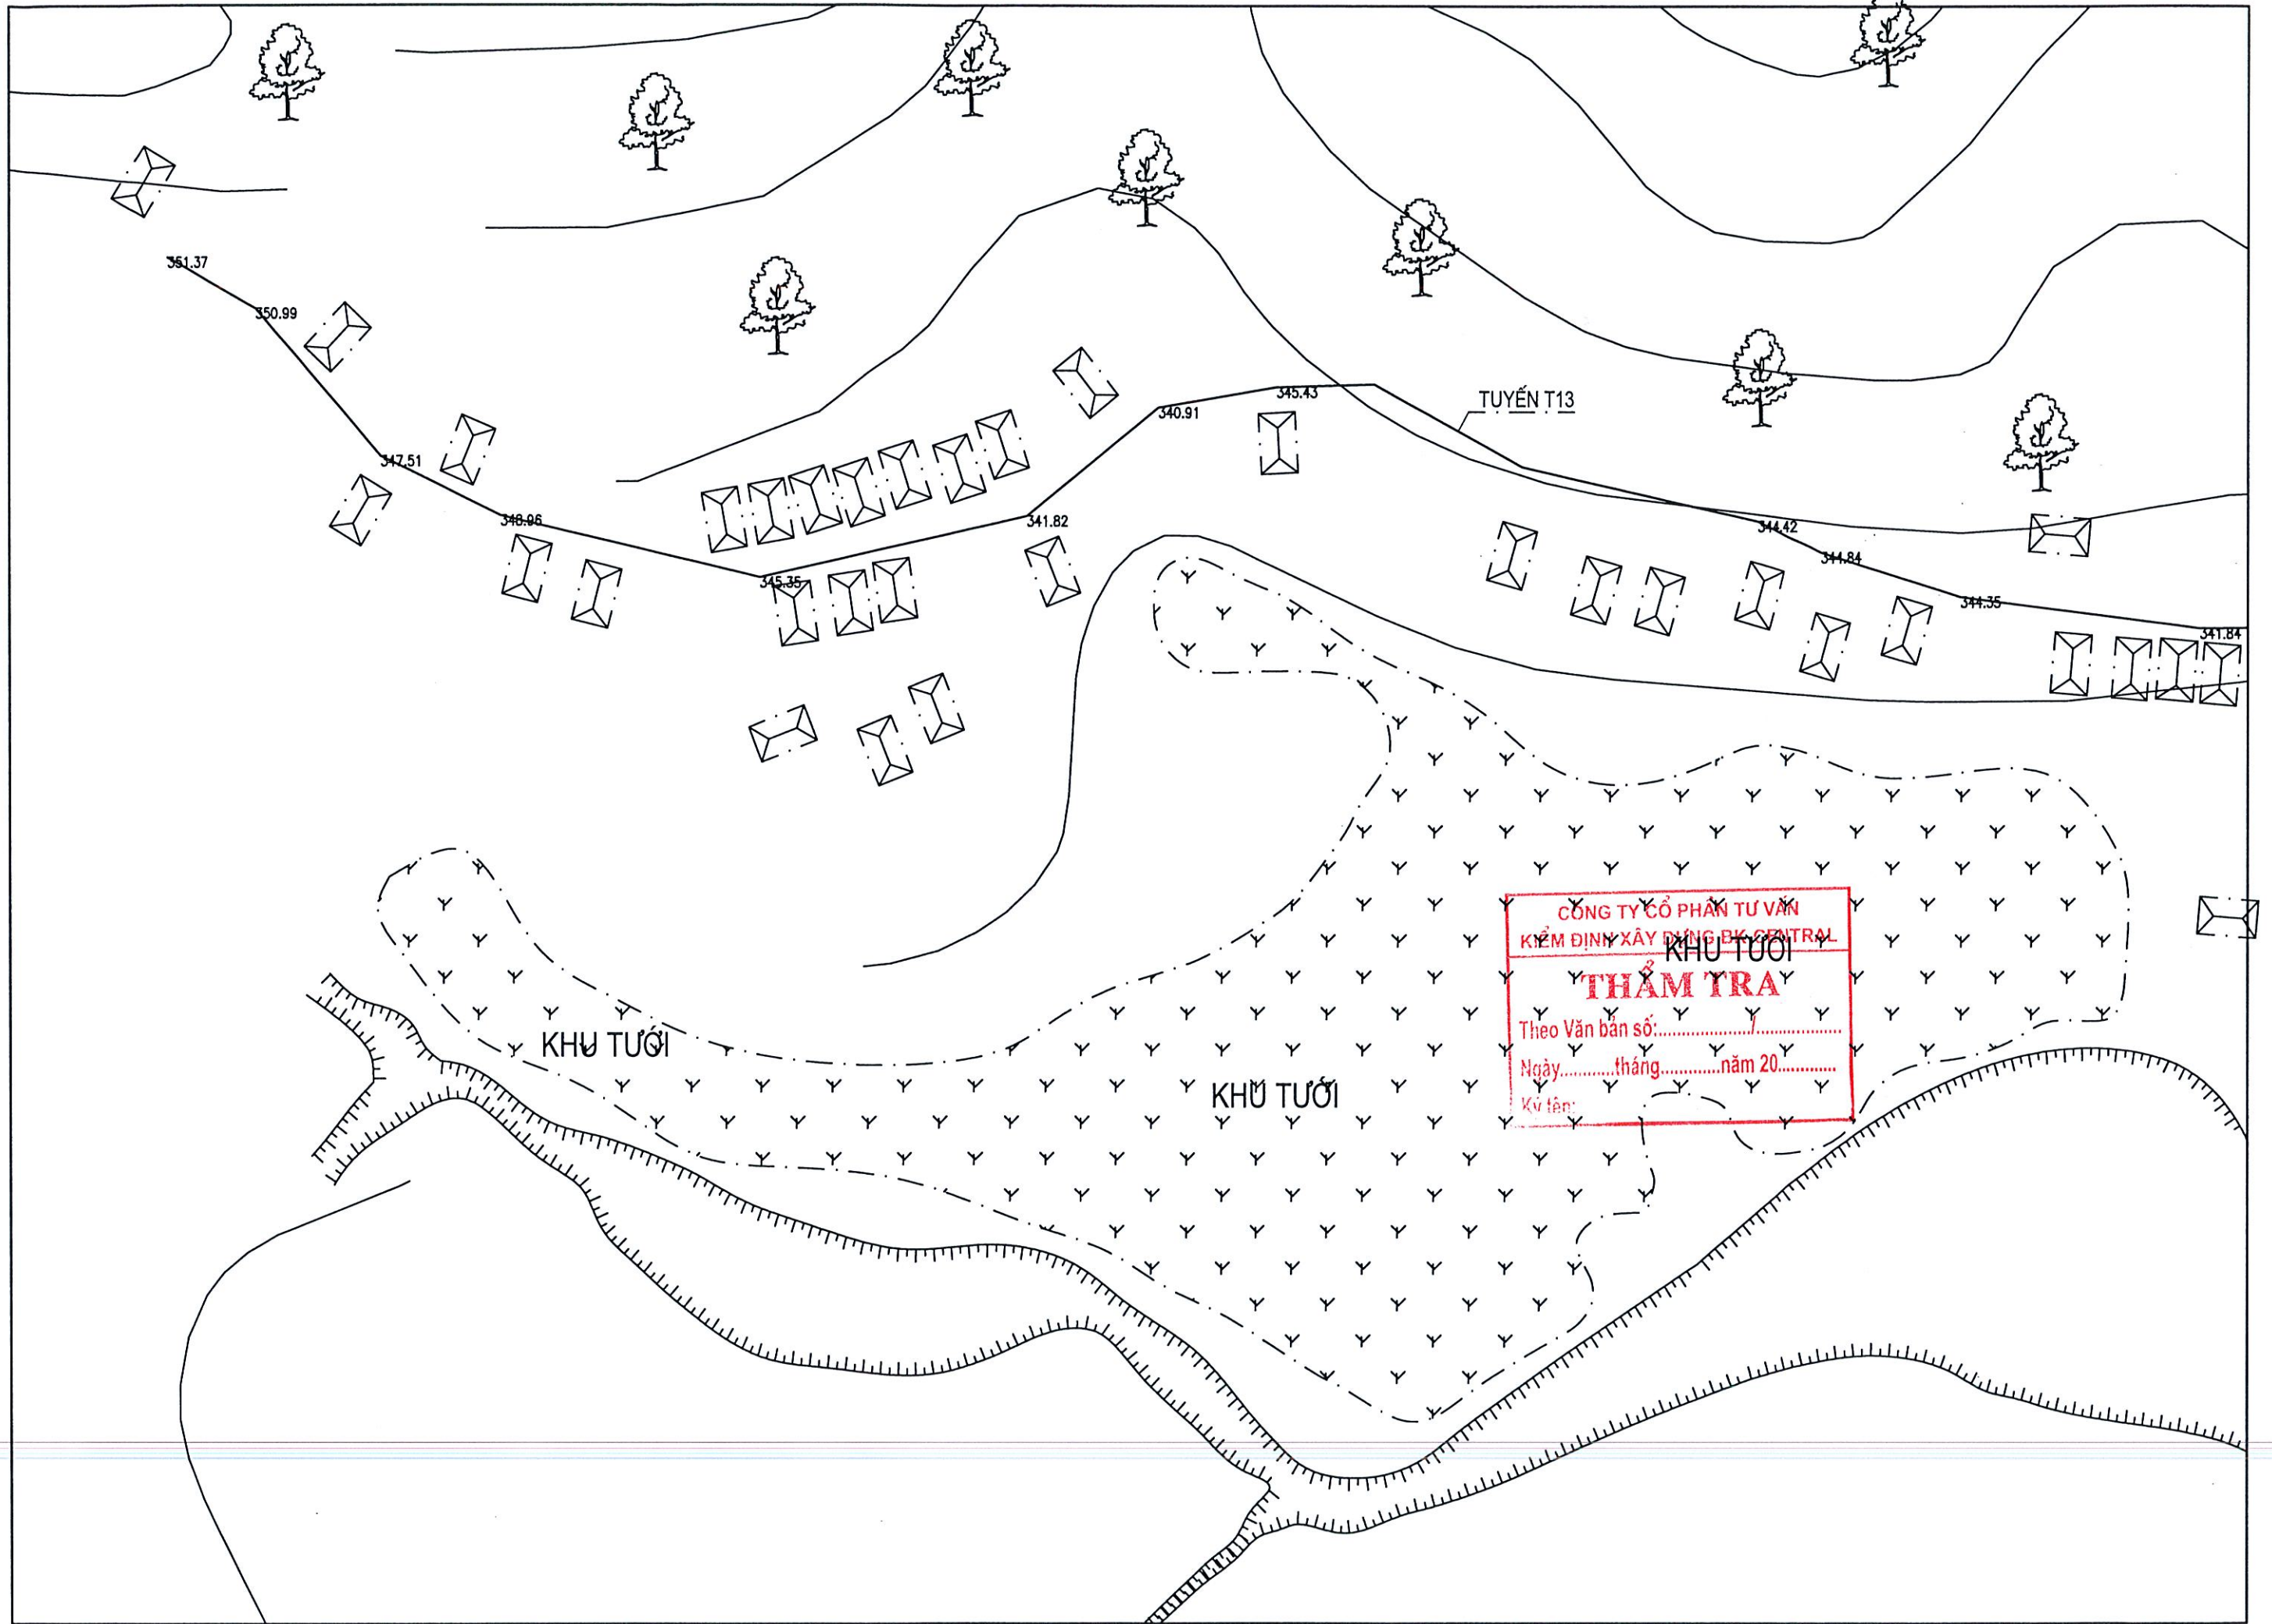 351.37
350.99
347.51
348.96
345.35
341.82
340.91
345.43
TUYẾN T13
344.42
344.84
344.35
341.84
KHU TƯỚI
KHU TƯỚI
KHU TƯỚI
CÔNG TY CỔ PHẦN TƯ VẤN
KIỂM ĐỊNH XÂY DỰNG BK-CENTRAL
THẨM TRA
Theo Văn bản số:..................../..................
Ngày............tháng.............năm 20.............
Ký tên: